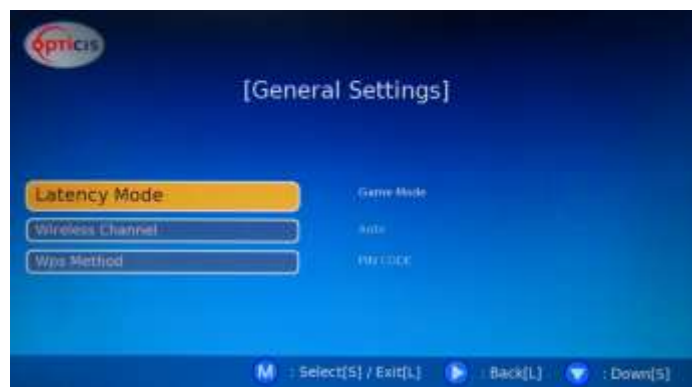 OPTICIS
[General Settings]
Latency Mode Game Mode
Wireless Channel Auto
Wps Method PIN CODE
M : Select[S] / Exit[L] : Back[L] : Down[S]